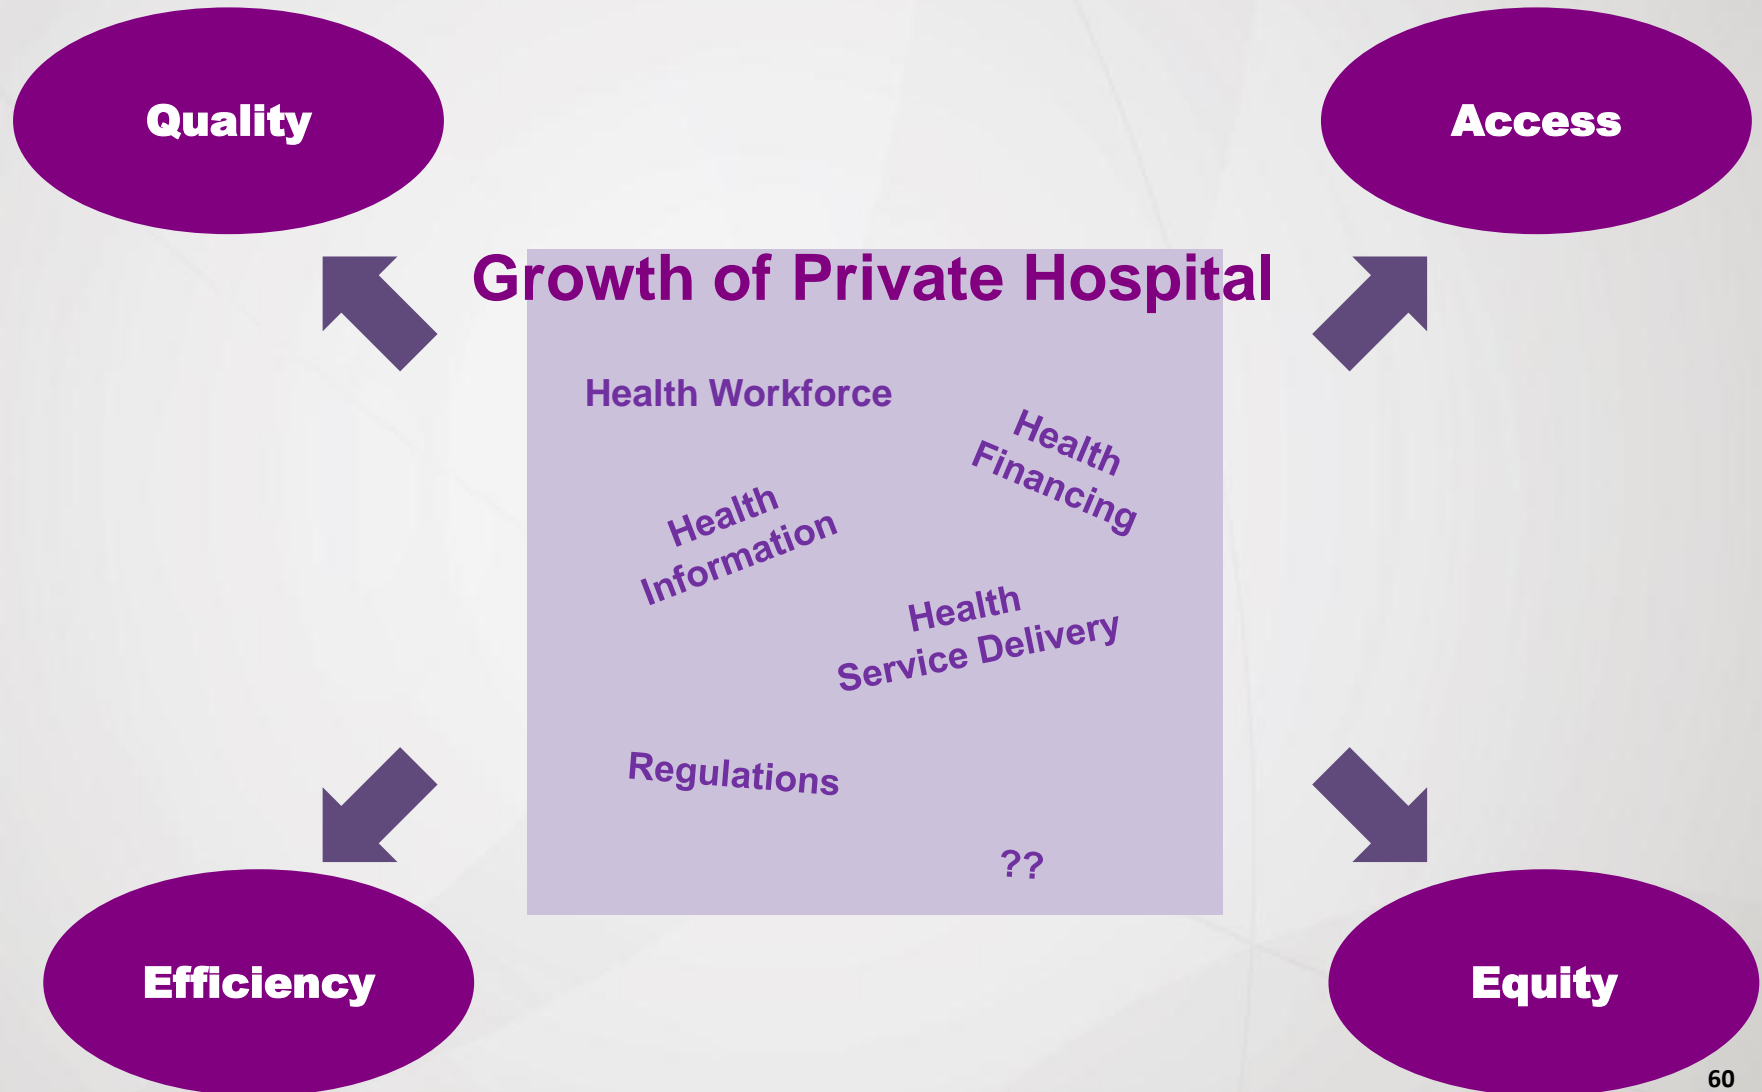 Quality
Access
Growth of Private Hospital
Health Workforce
Health
Financing
Health
Information
Health
Service Delivery
Regulations
??
Efficiency
Equity
60